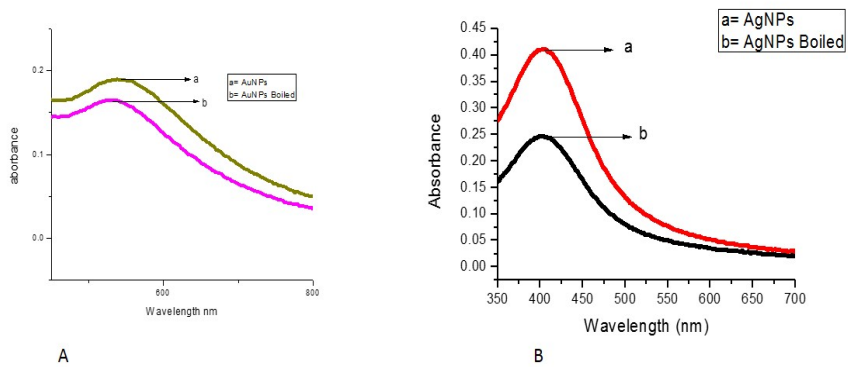 a= AuNPs
b= AuNPs Boiled
a
b
0.2
0.1
0.0
aborbance
600
800
Wavelength nm
A
a= AgNPs
b= AgNPs Boiled
a
b
0.45
0.40
0.35
0.30
0.25
0.20
0.15
0.10
0.05
0.00
Absorbance
350 400 450 500 550 600 650 700
Wavelength (nm)
B